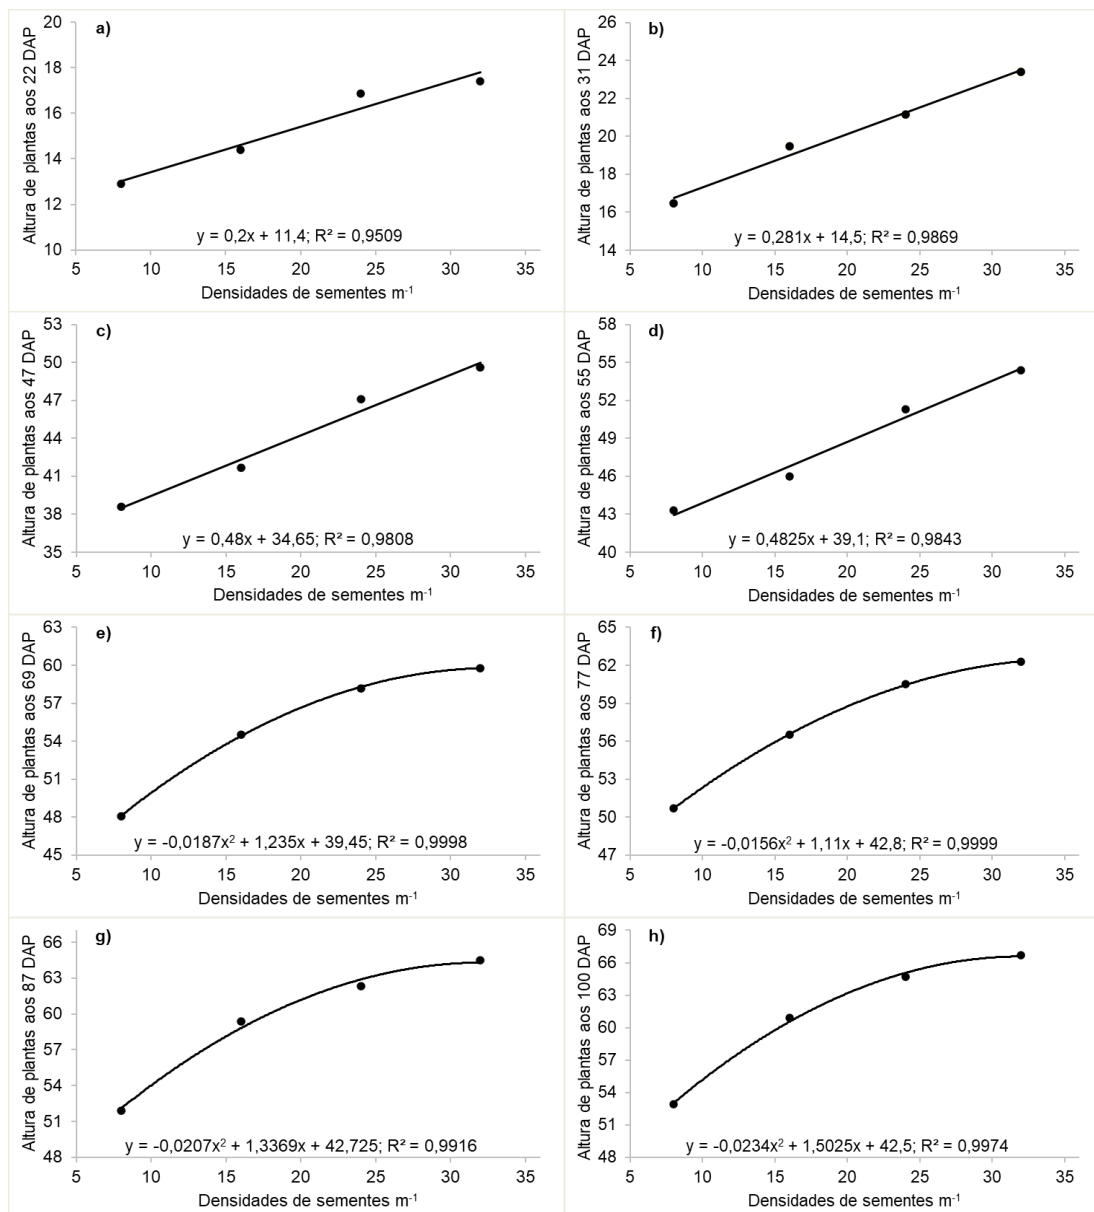 a)
Altura de plantas aos 22 DAP
20
18
16
14
12
10
y = 0,2x + 11,4; R² = 0,9509
5 10 15 20 25 30 35
Densidades de sementes m⁻¹
b)
Altura de plantas aos 31 DAP
26
24
22
20
18
16
14
y = 0,281x + 14,5; R² = 0,9869
5 10 15 20 25 30 35
Densidades de sementes m⁻¹
c)
Altura de plantas aos 47 DAP
53
50
47
44
41
38
35
y = 0,48x + 34,65; R² = 0,9808
5 10 15 20 25 30 35
Densidades de sementes m⁻¹
d)
Altura de plantas aos 55 DAP
58
55
52
49
46
43
40
y = 0,4825x + 39,1; R² = 0,9843
5 10 15 20 25 30 35
Densidades de sementes m⁻¹
e)
Altura de plantas aos 69 DAP
63
60
57
54
51
48
45
y = -0,0187x² + 1,235x + 39,45; R² = 0,9998
5 10 15 20 25 30 35
Densidades de sementes m⁻¹
f)
Altura de plantas aos 77 DAP
65
62
59
56
53
50
47
y = -0,0156x² + 1,11x + 42,8; R² = 0,9999
5 10 15 20 25 30 35
Densidades de sementes m⁻¹
g)
Altura de plantas aos 87 DAP
66
63
60
57
54
51
48
y = -0,0207x² + 1,3369x + 42,725; R² = 0,9916
5 10 15 20 25 30 35
Densidades de sementes m⁻¹
h)
Altura de plantas aos 100 DAP
69
66
63
60
57
54
51
48
y = -0,0234x² + 1,5025x + 42,5; R² = 0,9974
5 10 15 20 25 30 35
Densidades de sementes m⁻¹